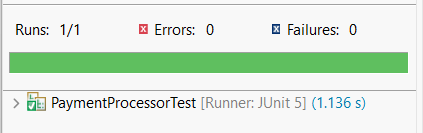 Runs: 1/1 Errors: 0 Failures: 0
PaymentProcessorTest [Runner: JUnit 5] (1.136 s)